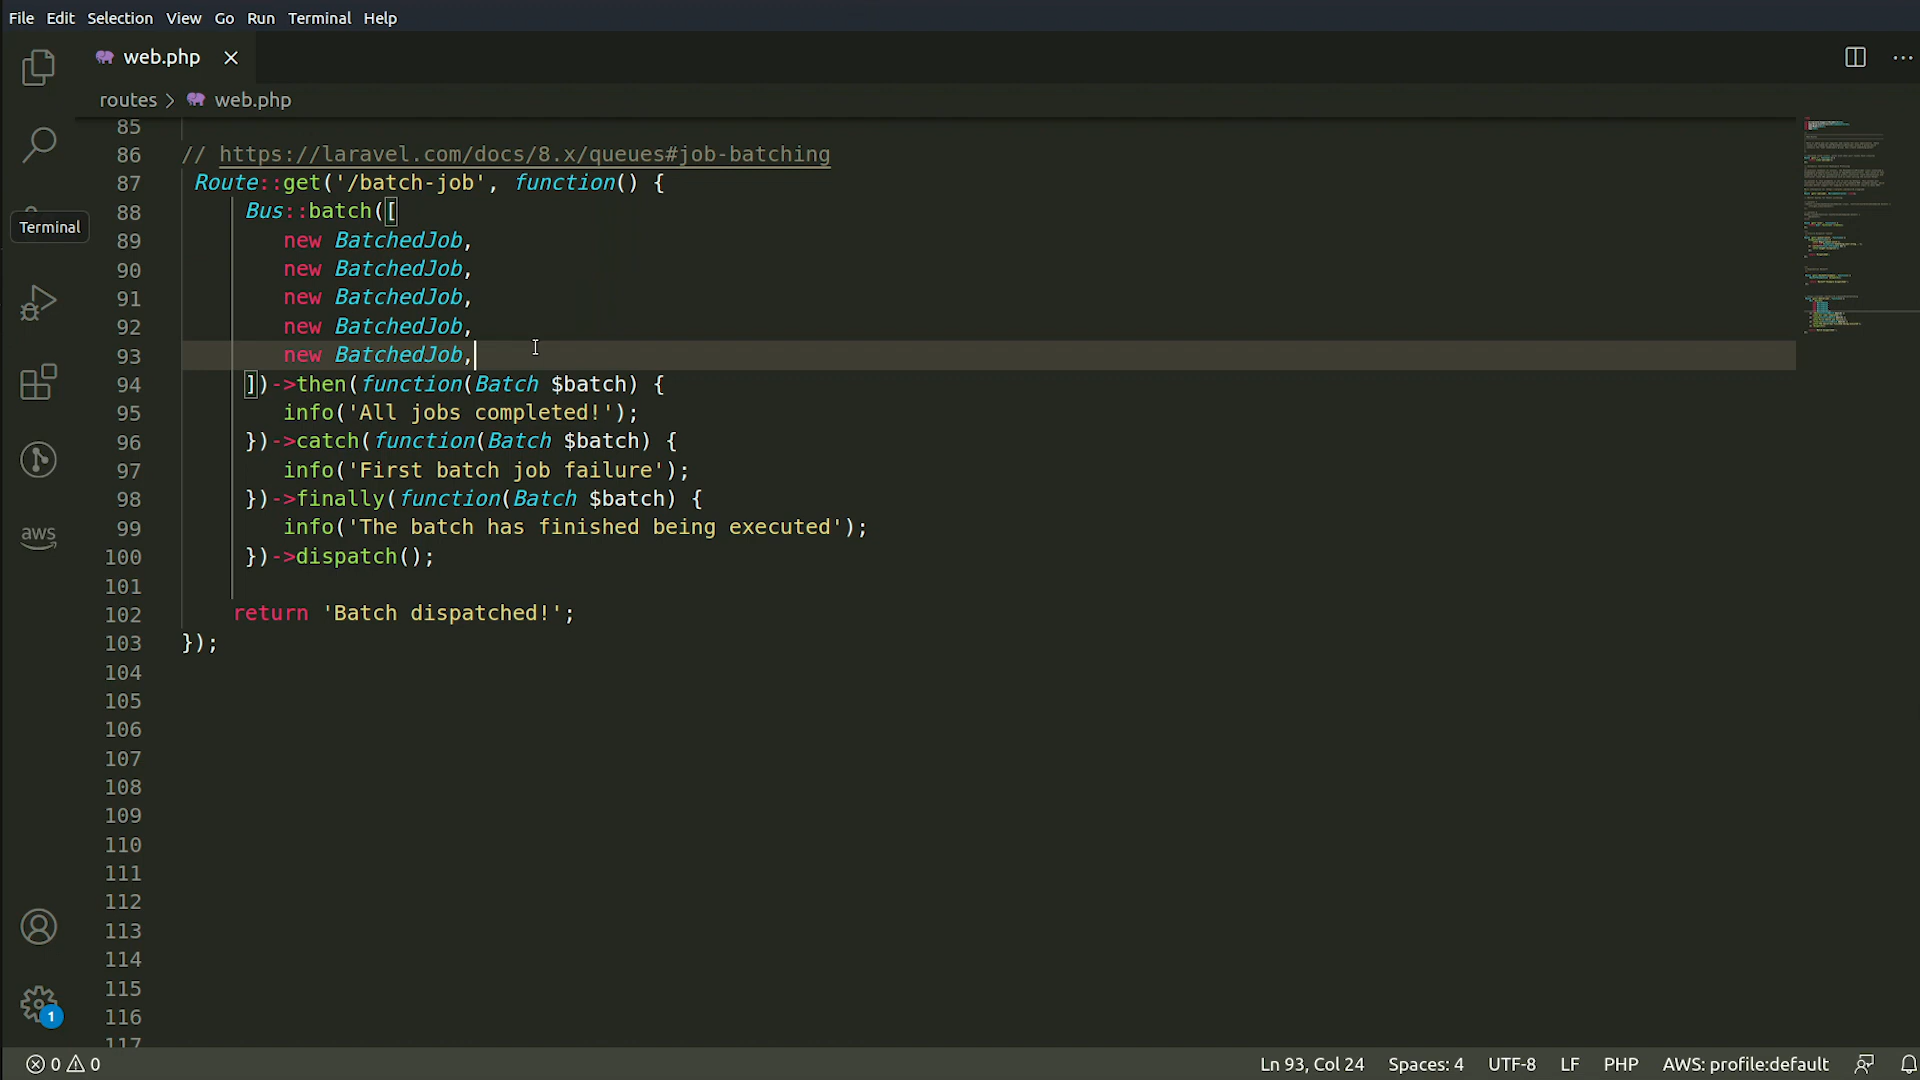 File Edit Selection View Go Run Terminal Help
web.php
routes > web.php
85
86 // https://laravel.com/docs/8.x/queues#job-batching
87 Route::get('/batch-job', function() {
88 Bus::batch([
Terminal
89 new BatchedJob,
90 new BatchedJob,
91 new BatchedJob,
92 new BatchedJob,
93 new BatchedJob,
94 ])->then(function(Batch $batch) {
95 info('All jobs completed!');
96 })->catch(function(Batch $batch) {
97 info('First batch job failure');
98 })->finally(function(Batch $batch) {
99 info('The batch has finished being executed');
100 })->dispatch();
aws
101
102 return 'Batch dispatched!';
103 });
104
105
106
107
108
109
110
111
112
113
114
115
116
1
117
0 0 Ln 93, Col 24 Spaces: 4 UTF-8 LF PHP AWS: profile:default